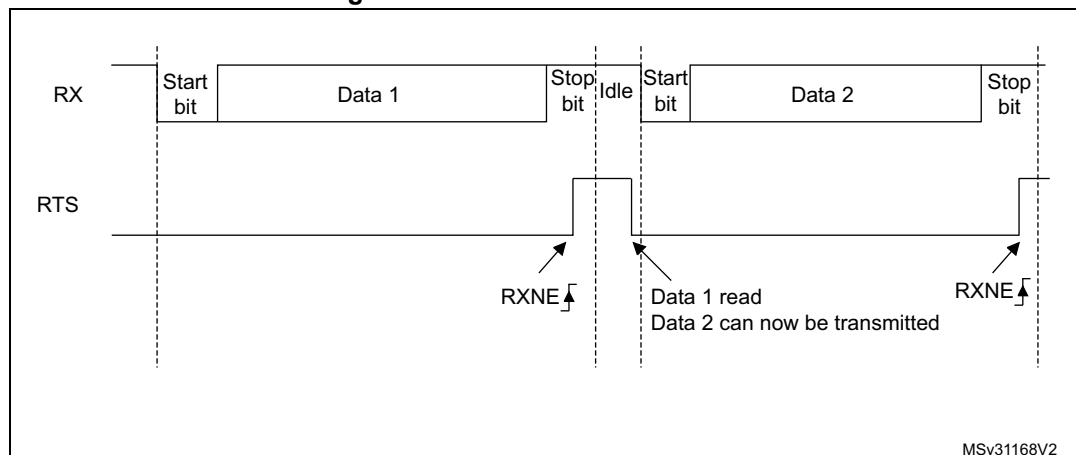 RX
Start bit
Data 1
Stop bit
Idle
Start bit
Data 2
Stop bit
RTS
RXNE
Data 1 read
Data 2 can now be transmitted
RXNE
MSv31168V2